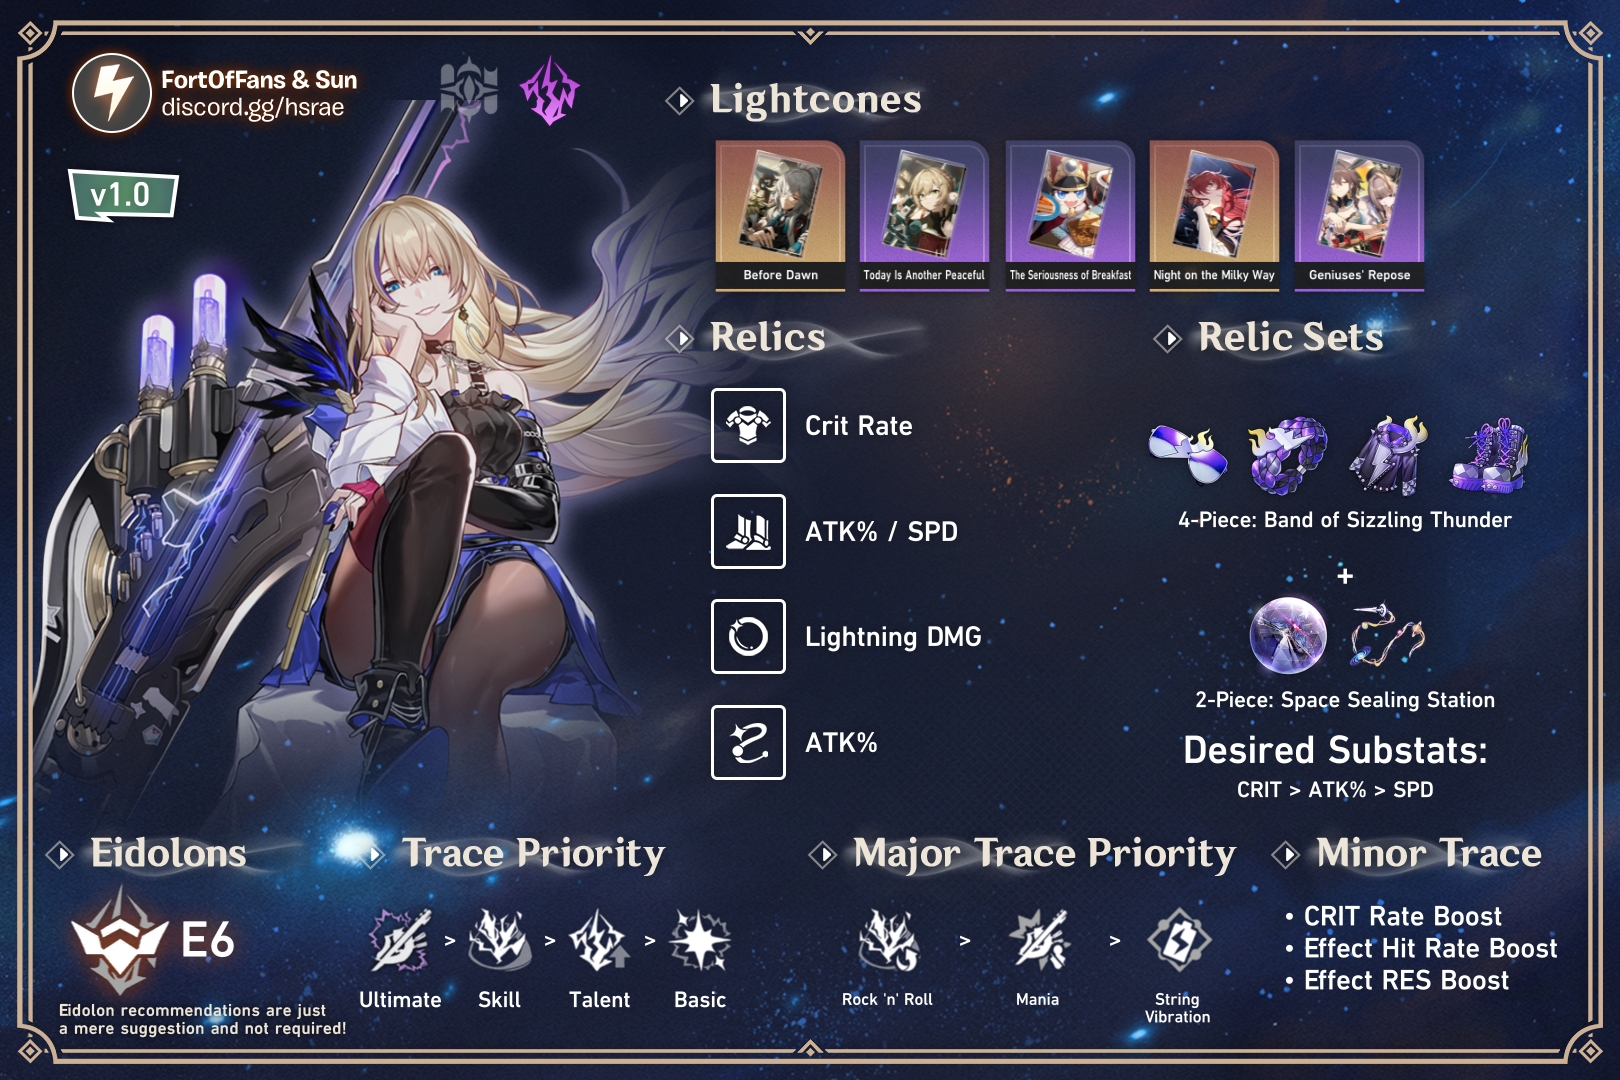 FortOfFans & Sun
discord.gg/hsrae
v1.0
Lightcones
Before Dawn
Today Is Another Peaceful
The Seriousness of Breakfast
Night on the Milky Way
Geniuses' Repose
Relics
Crit Rate
ATK% / SPD
Lightning DMG
ATK%
Relic Sets
4-Piece: Band of Sizzling Thunder
+
2-Piece: Space Sealing Station
Desired Substats:
CRIT > ATK% > SPD
Eidolons
E6
Eidolon recommendations are just
a mere suggestion and not required!
Trace Priority
> > >
Ultimate Skill Talent Basic
Major Trace Priority
> >
Rock 'n' Roll Mania String
Vibration
Minor Trace
• CRIT Rate Boost
• Effect Hit Rate Boost
• Effect RES Boost